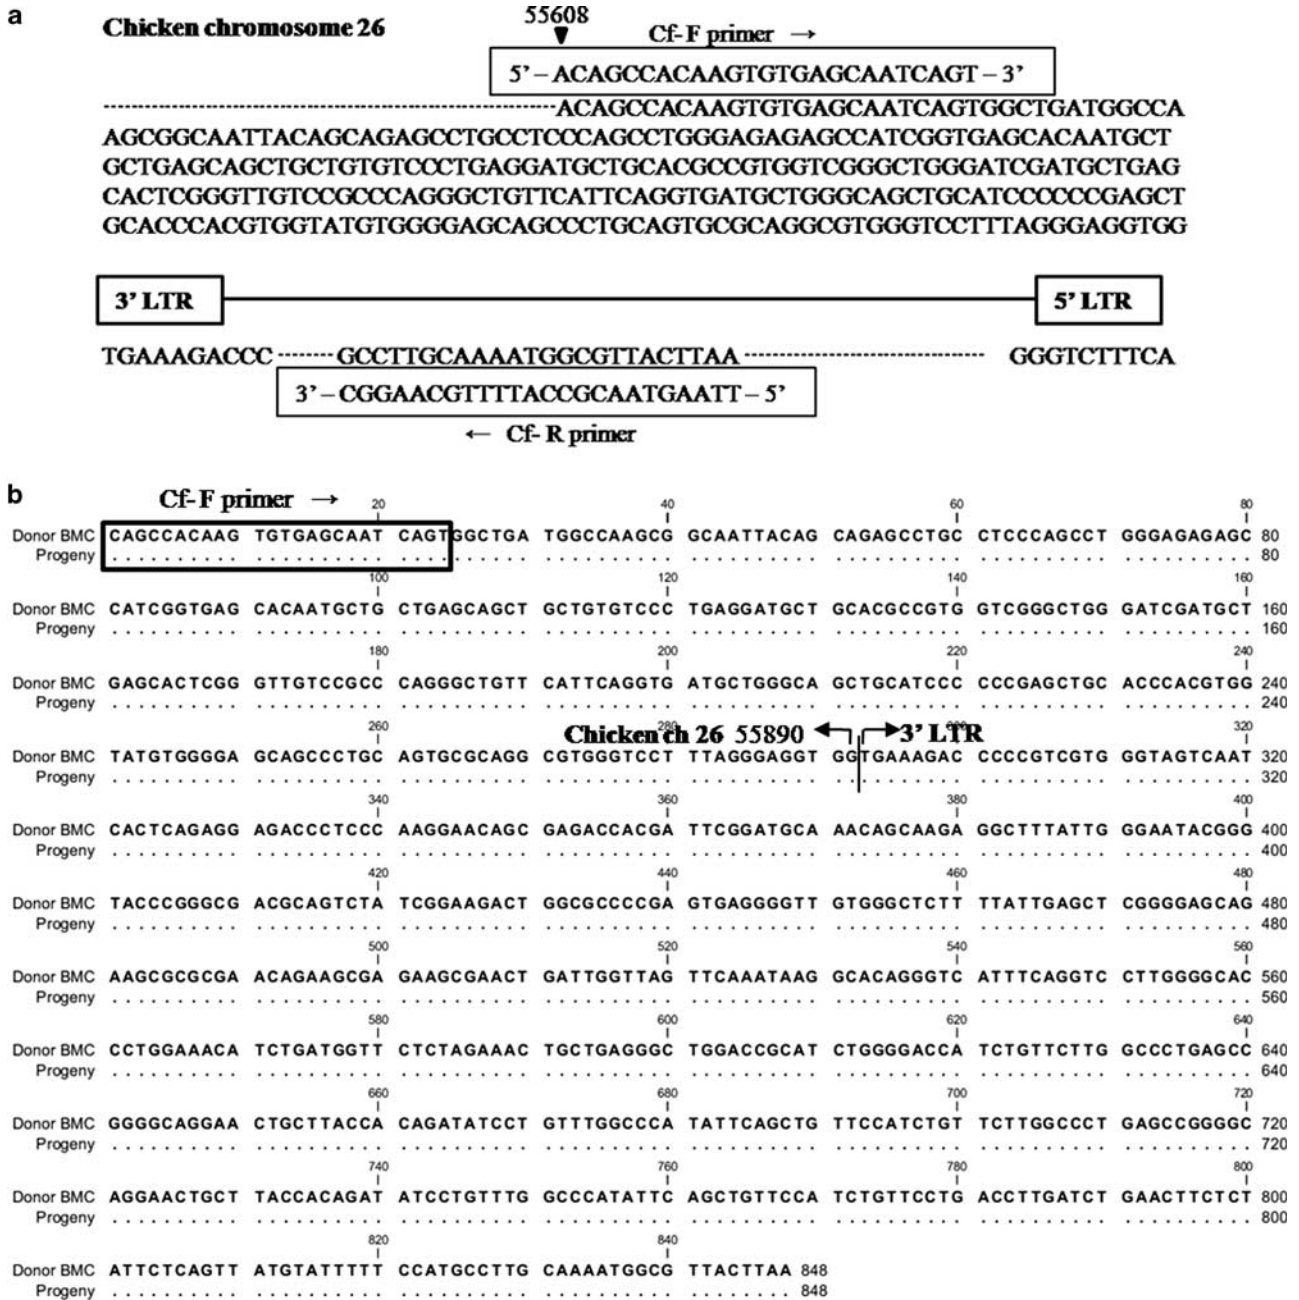 a
55608
Chicken chromosome 26
Cf-F primer →
5’–ACAGCCACAAGTGTGAGCAATCAGT–3’
ACAGCCACAAGTGTGAGCAATCAGTGGCTGATGGCCA
AGCGGCAATTACAGCAGAGCCTGCCTCCCAGCCTGGGAGAGAGCCATCGGTGAGCACAATGCT
GCTGAGCAGCTGCTGTGTCCCTGAGGATGCTGCACGCCGTGGTCGGGCTGGGATCGATGCTGAG
CACTCGGGTTGTCCGCCCAGGGCTGTTCATTCAGGTGATGCTGGGCAGCTGCATCCCCCCGAGCT
GCACCCACGTGGTATGTGGGGAGCAGCCCTGCAGTGCGCAGGCGTGGGTCCTTTAGGGAGGTGG
3’ LTR 5’ LTR
TGAAAGACCC-------GCCTTGCAAAATGGCGTTACTTAA------------------------------ GGGTCTTTCA
3’–CGGAACGTTTTACCGCAATGAATT–5’
← Cf-R primer
b
Cf-F primer →
20 40 60 80
Donor BMC CAGCCACAAG TGTGAGCAAT CAGTGGCTGA TGGCCAAGCG GCAATTACAG CAGAGCCTGC CTCCCAGCCT GGGAGAGAGC 80
Progeny .......... .......... .......... .......... .......... .......... .......... .......... 80
100 120 140 160
Donor BMC CATCGGTGAG CACAATGCTG CTGAGCAGCT GCTGTGTCCC TGAGGATGCT GCACGCCGTG GTCGGGCTGG GATCGATGCT 160
Progeny .......... .......... .......... .......... .......... .......... .......... .......... 160
180 200 220 240
Donor BMC GAGCACTCGG GTTGTCCGCC CAGGGCTGTT CATTCAGGTG ATGCTGGGCA GCTGCATCCC CCCGAGCTGC ACCCACGTGG 240
Progeny .......... .......... .......... .......... .......... .......... .......... .......... 240
260 280 300 320
Chicken ch 26 55890 3’ LTR
Donor BMC TATGTGGGGA GCAGCCCTGC AGTGCGCAGG CGTGGGTCCT TTAGGGAGGT GGTGAAAGAC CCCCGTCGTG GGTAGTCAAT 320
Progeny .......... .......... .......... .......... .......... .......... .......... .......... 320
340 360 380 400
Donor BMC CACTCAGAGG AGACCCTCCC AAGGAACAGC GAGACCACGA TTCGGATGCA AACAGCAAGA GGCTTTATTG GGAATACGGG 400
Progeny .......... .......... .......... .......... .......... .......... .......... .......... 400
420 440 460 480
Donor BMC TACCCGGGCG ACGCAGTCTA TCGGAAGACT GGCGCCCCGA GTGAGGGGTT GTGGGCTCTT TTATTGAGCT CGGGGAGCAG 480
Progeny .......... .......... .......... .......... .......... .......... .......... .......... 480
500 520 540 560
Donor BMC AAGCGCGCGA ACAGAAGCGA GAAGCGAACT GATTGGTTAG TTCAAATAAG GCACAGGGTC ATTTCAGGTC CTTGGGGCAC 560
Progeny .......... .......... .......... .......... .......... .......... .......... .......... 560
580 600 620 640
Donor BMC CCTGGAAACA TCTGATGGTT CTCTAGAAAC TGCTGAGGGC TGGACCGCAT CTGGGGACCA TCTGTTCTTG GCCCTGAGCC 640
Progeny .......... .......... .......... .......... .......... .......... .......... .......... 640
660 680 700 720
Donor BMC GGGGCAGGAA CTGCTTACCA CAGATATCCT GTTTGGCCCA TATTCAGCTG TTCCATCTGT TCTTGGCCCT GAGCCGGGGC 720
Progeny .......... .......... .......... .......... .......... .......... .......... .......... 720
740 760 780 800
Donor BMC AGGAACTGCT TACCACAGAT ATCCTGTTTG GCCCATATTC AGCTGTTCCA TCTGTTCCTG ACCTTGATCT GAACTTCTCT 800
Progeny .......... .......... .......... .......... .......... .......... .......... .......... 800
820 840
Donor BMC ATTCTCAGTT ATGTATTTTT CCATGCCTTG CAAAATGGCG TTACTTAA 848
Progeny .......... .......... .......... .......... ........ 848